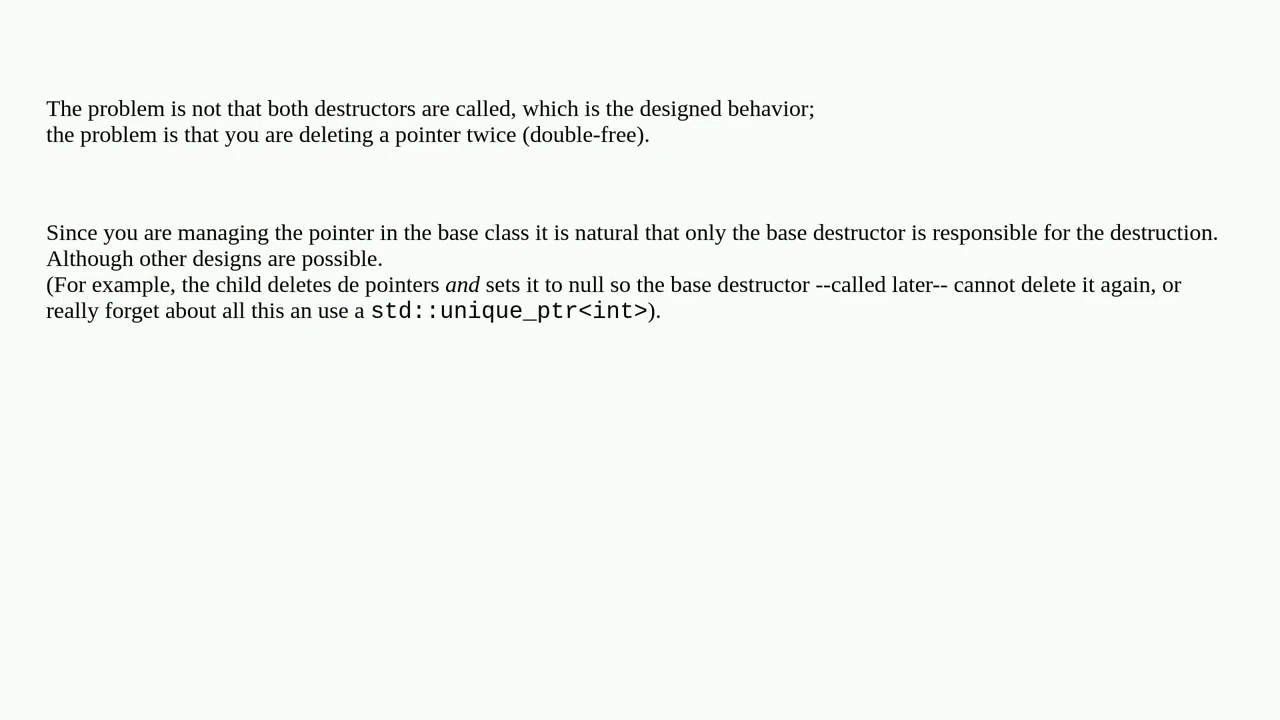 The problem is not that both destructors are called, which is the designed behavior;
the problem is that you are deleting a pointer twice (double-free).
Since you are managing the pointer in the base class it is natural that only the base destructor is responsible for the destruction.
Although other designs are possible.
(For example, the child deletes de pointers and sets it to null so the base destructor --called later-- cannot delete it again, or
really forget about all this an use a std::unique_ptr<int>).